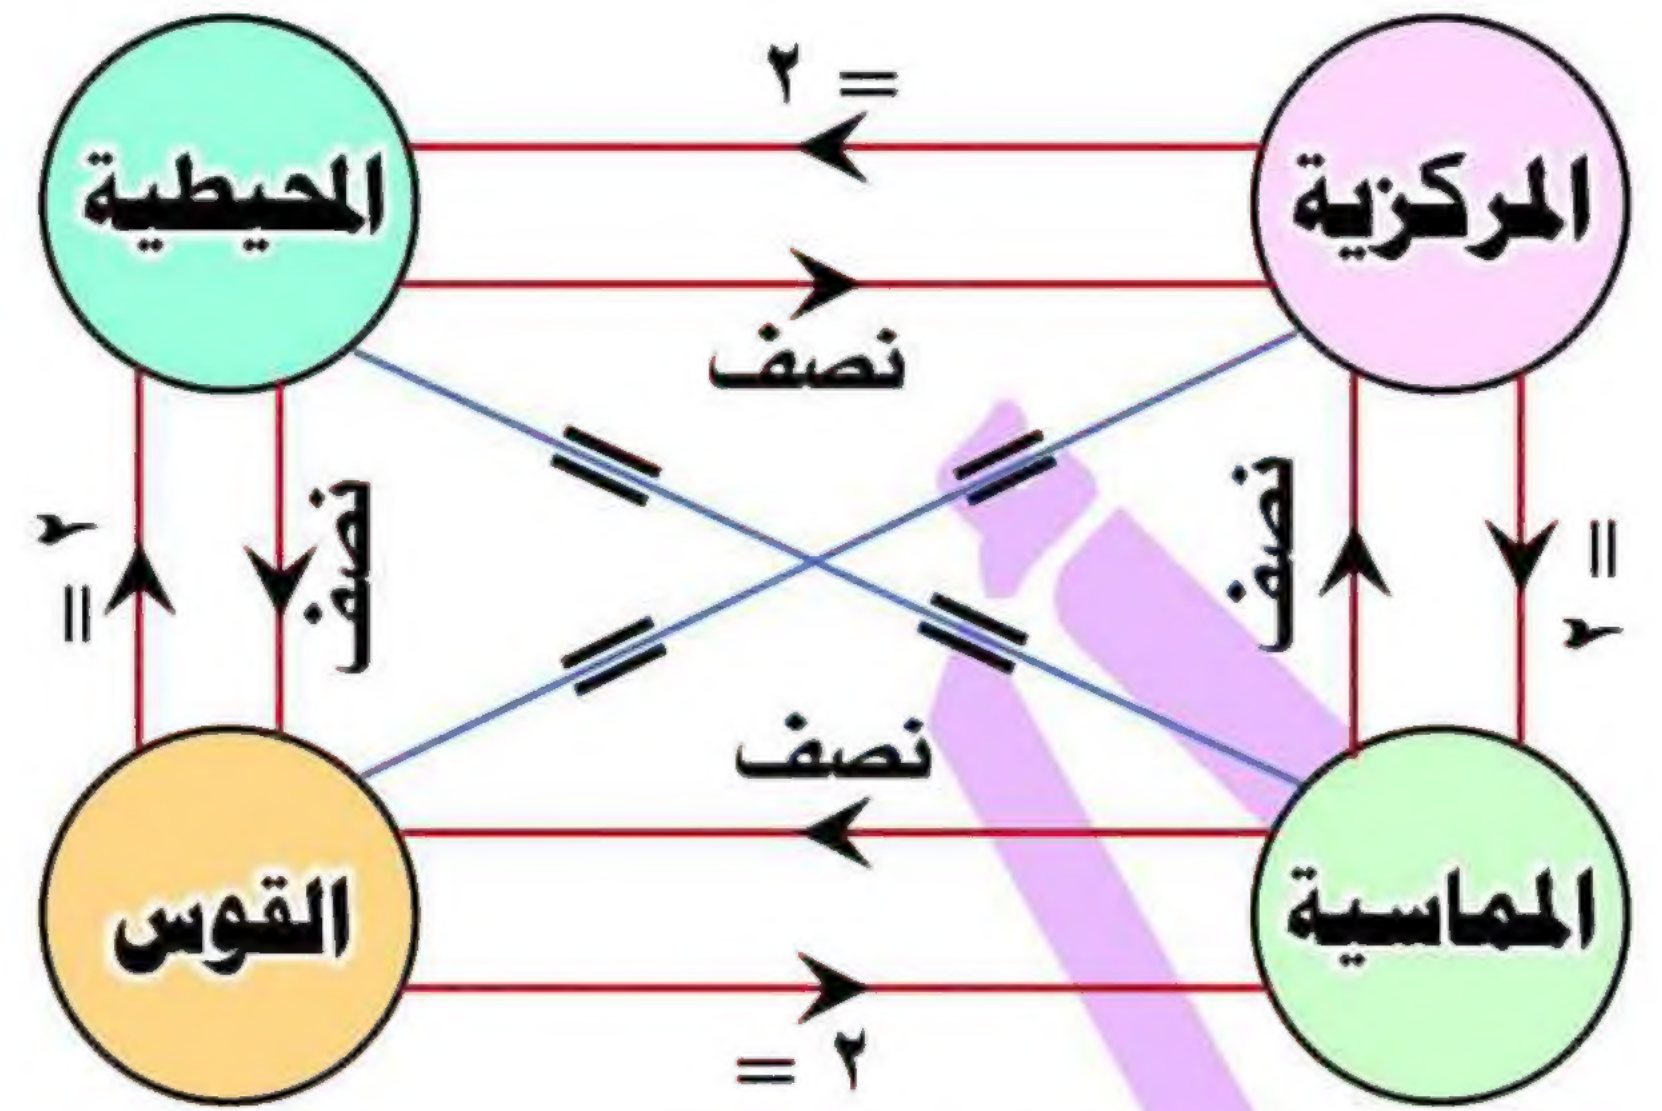 = ٢
المركزية
المحيطية
نصف
نصف
= ٢
نصف
= ٢
نصف
المماسية
القوس
= ٢